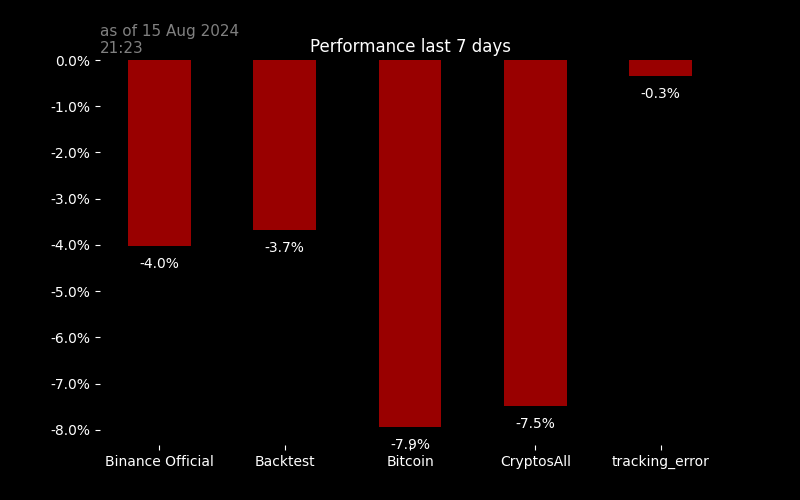 as of 15 Aug 2024
21:23
Performance last 7 days
0.0%
-1.0%
-2.0%
-3.0%
-4.0%
-5.0%
-6.0%
-7.0%
-8.0%
-4.0%
-3.7%
-7.9%
-7.5%
-0.3%
Binance Official
Backtest
Bitcoin
CryptosAll
tracking_error